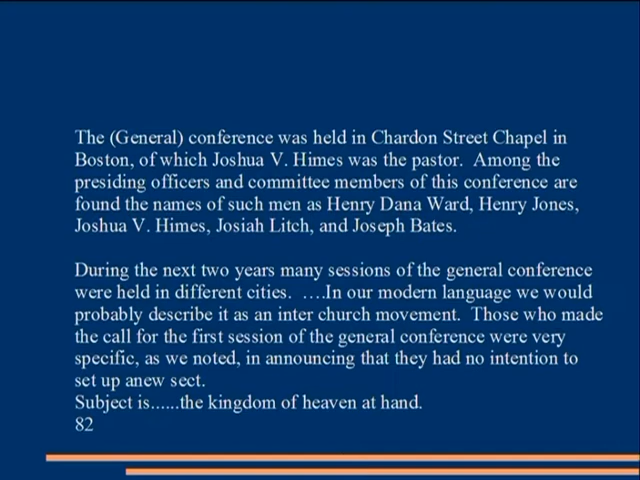 The (General) conference was held in Chardon Street Chapel in
Boston, of which Joshua V. Himes was the pastor.  Among the
presiding officers and committee members of this conference are
found the names of such men as Henry Dana Ward, Henry Jones,
Joshua V. Himes, Josiah Litch, and Joseph Bates.
During the next two years many sessions of the general conference
were held in different cities.  ….In our modern language we would
probably describe it as an inter church movement.  Those who made
the call for the first session of the general conference were very
specific, as we noted, in announcing that they had no intention to
set up anew sect.
Subject is......the kingdom of heaven at hand.
82